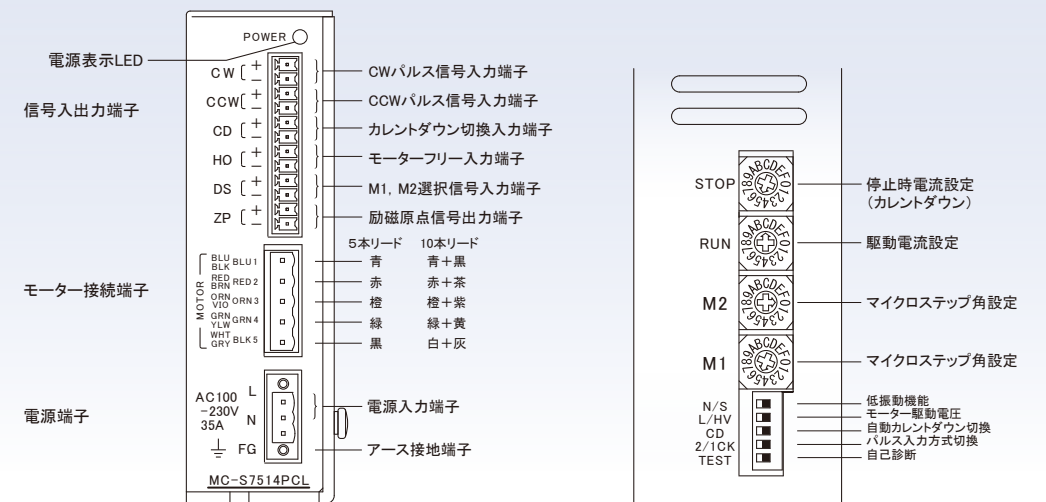 POWER
電源表示LED
信号入出力端子
CW + −
CWパルス信号入力端子
CCW + −
CCWパルス信号入力端子
CD + −
カレントダウン切換入力端子
HO + −
モーターフリー入力端子
DS + −
M1, M2選択信号入力端子
ZP + −
励磁原点信号出力端子
5本リード 10本リード
モーター接続端子
MOTOR
BLU BLK BLU1 青 青＋黒
RED BRN RED2 赤 赤＋茶
ORN VIO ORN3 橙 橙＋紫
GRN YLW GRN4 緑 緑＋黄
WHT GRY BLK5 黒 白＋灰
電源端子
AC100
-230V
35A
L
N
FG
電源入力端子
アース接地端子
MC-S7514PCL
STOP
789ABCDEF0123456
停止時電流設定
（カレントダウン）
RUN
789ABCDEF0123456
駆動電流設定
M2
789ABCDEF0123456
マイクロステップ角設定
M1
789ABCDEF0123456
マイクロステップ角設定
N/S 低振動機能
L/HV モーター駆動電圧
CD 自動カレントダウン切換
2/1CK パルス入力方式切換
TEST 自己診断